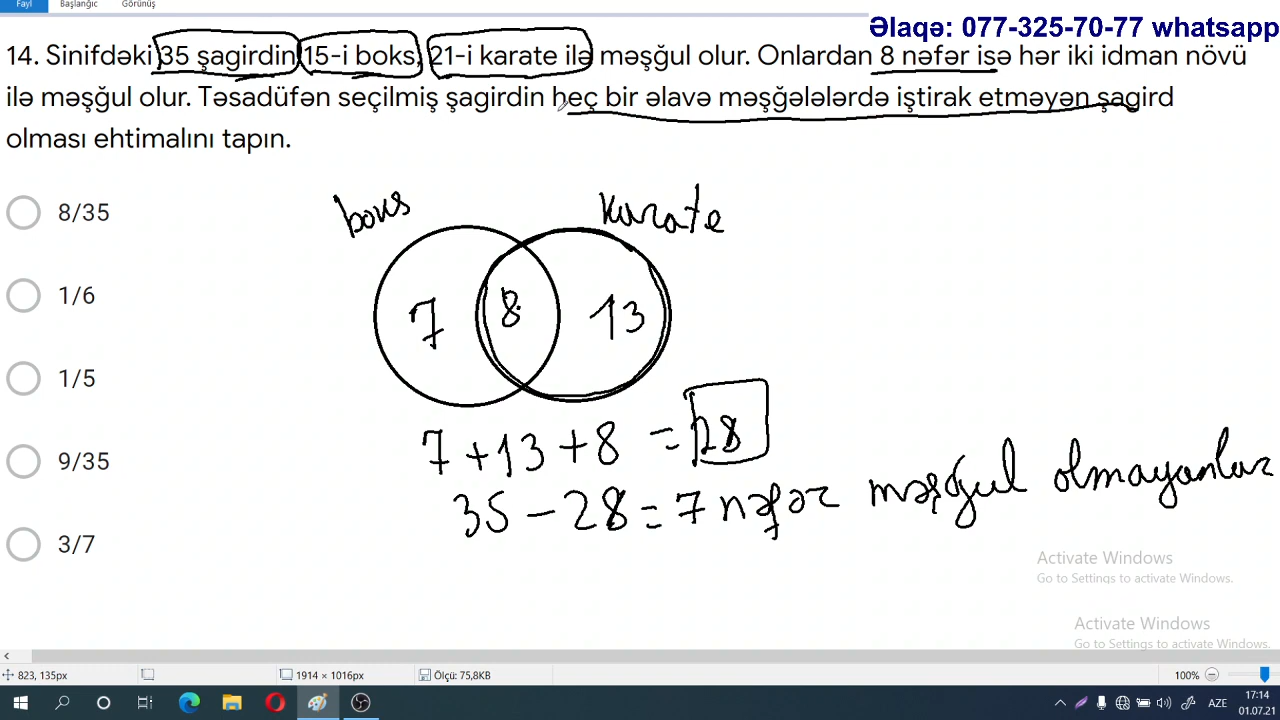 Fayl Başlanğıc Görünüş
Əlaqə: 077-325-70-77 whatsapp
14. Sinifdəki 35 şagirdin 15-i boks, 21-i karate ilə məşğul olur. Onlardan 8 nəfər isə hər iki idman növü
ilə məşğul olur. Təsadüfən seçilmiş şagirdin heç bir əlavə məşğələlərdə iştirak etməyən şagird
olması ehtimalını tapın.
8/35
1/6
1/5
9/35
3/7
boks karate
7 8 13
7+13+8 = 28
35 - 28 = 7 nəfər məşğul olmayanlar
Activate Windows
Go to Settings to activate Windows.
Activate Windows
Go to Settings to activate Windows.
823, 135px 1914 × 1016px Ölçü: 75,8KB 100%
AZE 17:14
01.07.21